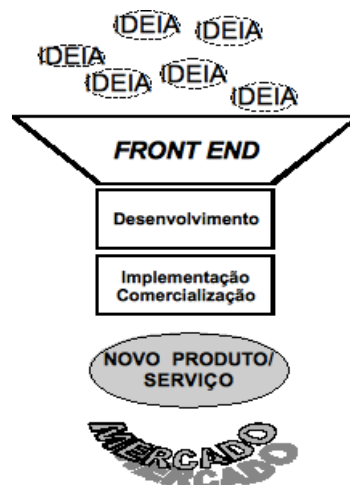 IDEIA
IDEIA
IDEIA
IDEIA
IDEIA
IDEIA
FRONT END
Desenvolvimento
Implementação
Comercialização
NOVO PRODUTO/
SERVIÇO
MERCADO